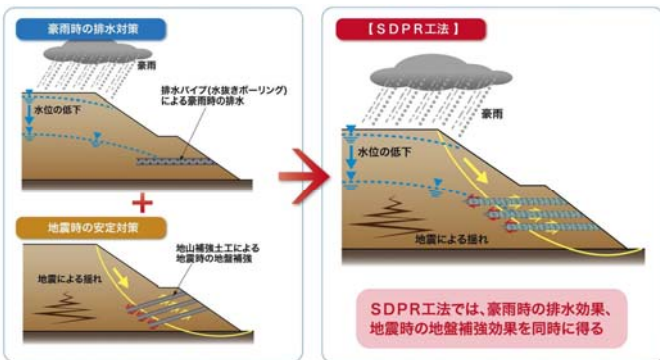 豪雨時の排水対策
豪雨
排水パイプ(水抜きボーリング)
による豪雨時の排水
水位の低下
+
地震時の安定対策
地山補強土工による
地震時の地盤補強
地震による揺れ
【SDPR工法】
豪雨
水位の低下
地震による揺れ
SDPR工法では、豪雨時の排水効果、
地震時の地盤補強効果を同時に得る